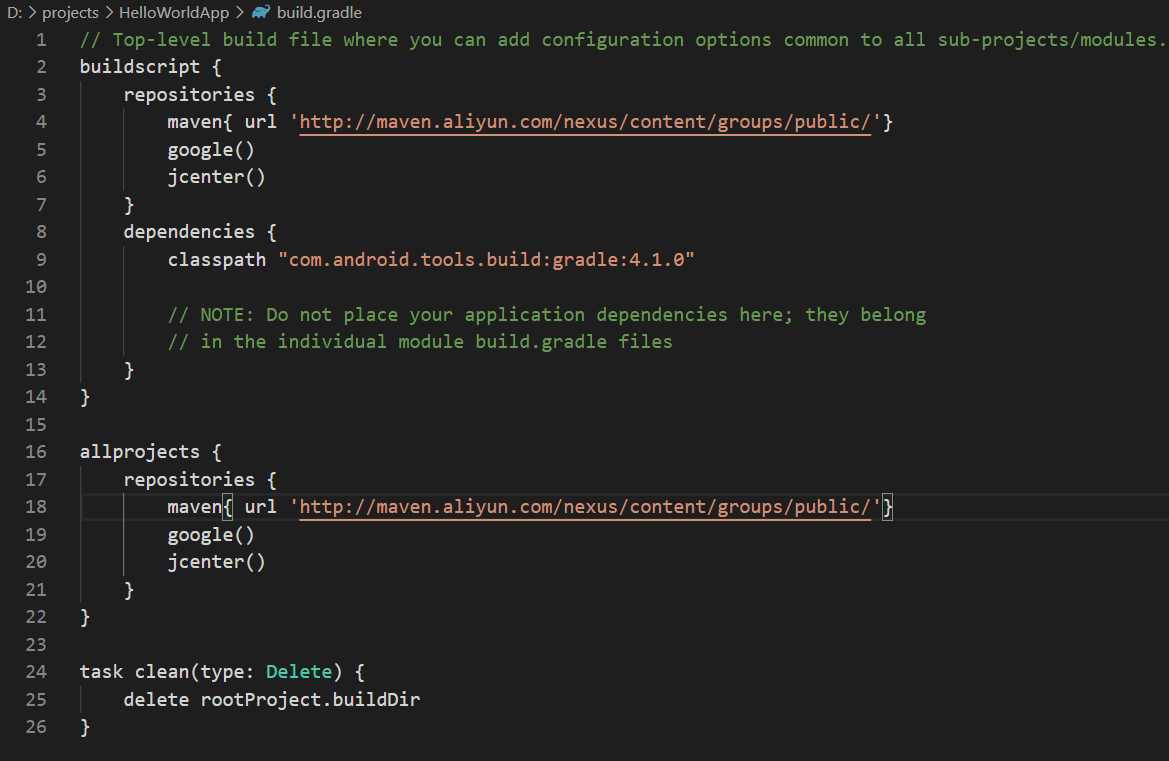 D: > projects > HelloWorldApp > build.gradle
1 // Top-level build file where you can add configuration options common to all sub-projects/modules.
2 buildscript {
3     repositories {
4         maven{ url 'http://maven.aliyun.com/nexus/content/groups/public/'}
5         google()
6         jcenter()
7     }
8     dependencies {
9         classpath "com.android.tools.build:gradle:4.1.0"
10
11         // NOTE: Do not place your application dependencies here; they belong
12         // in the individual module build.gradle files
13     }
14 }
15
16 allprojects {
17     repositories {
18         maven{ url 'http://maven.aliyun.com/nexus/content/groups/public/'}
19         google()
20         jcenter()
21     }
22 }
23
24 task clean(type: Delete) {
25     delete rootProject.buildDir
26 }